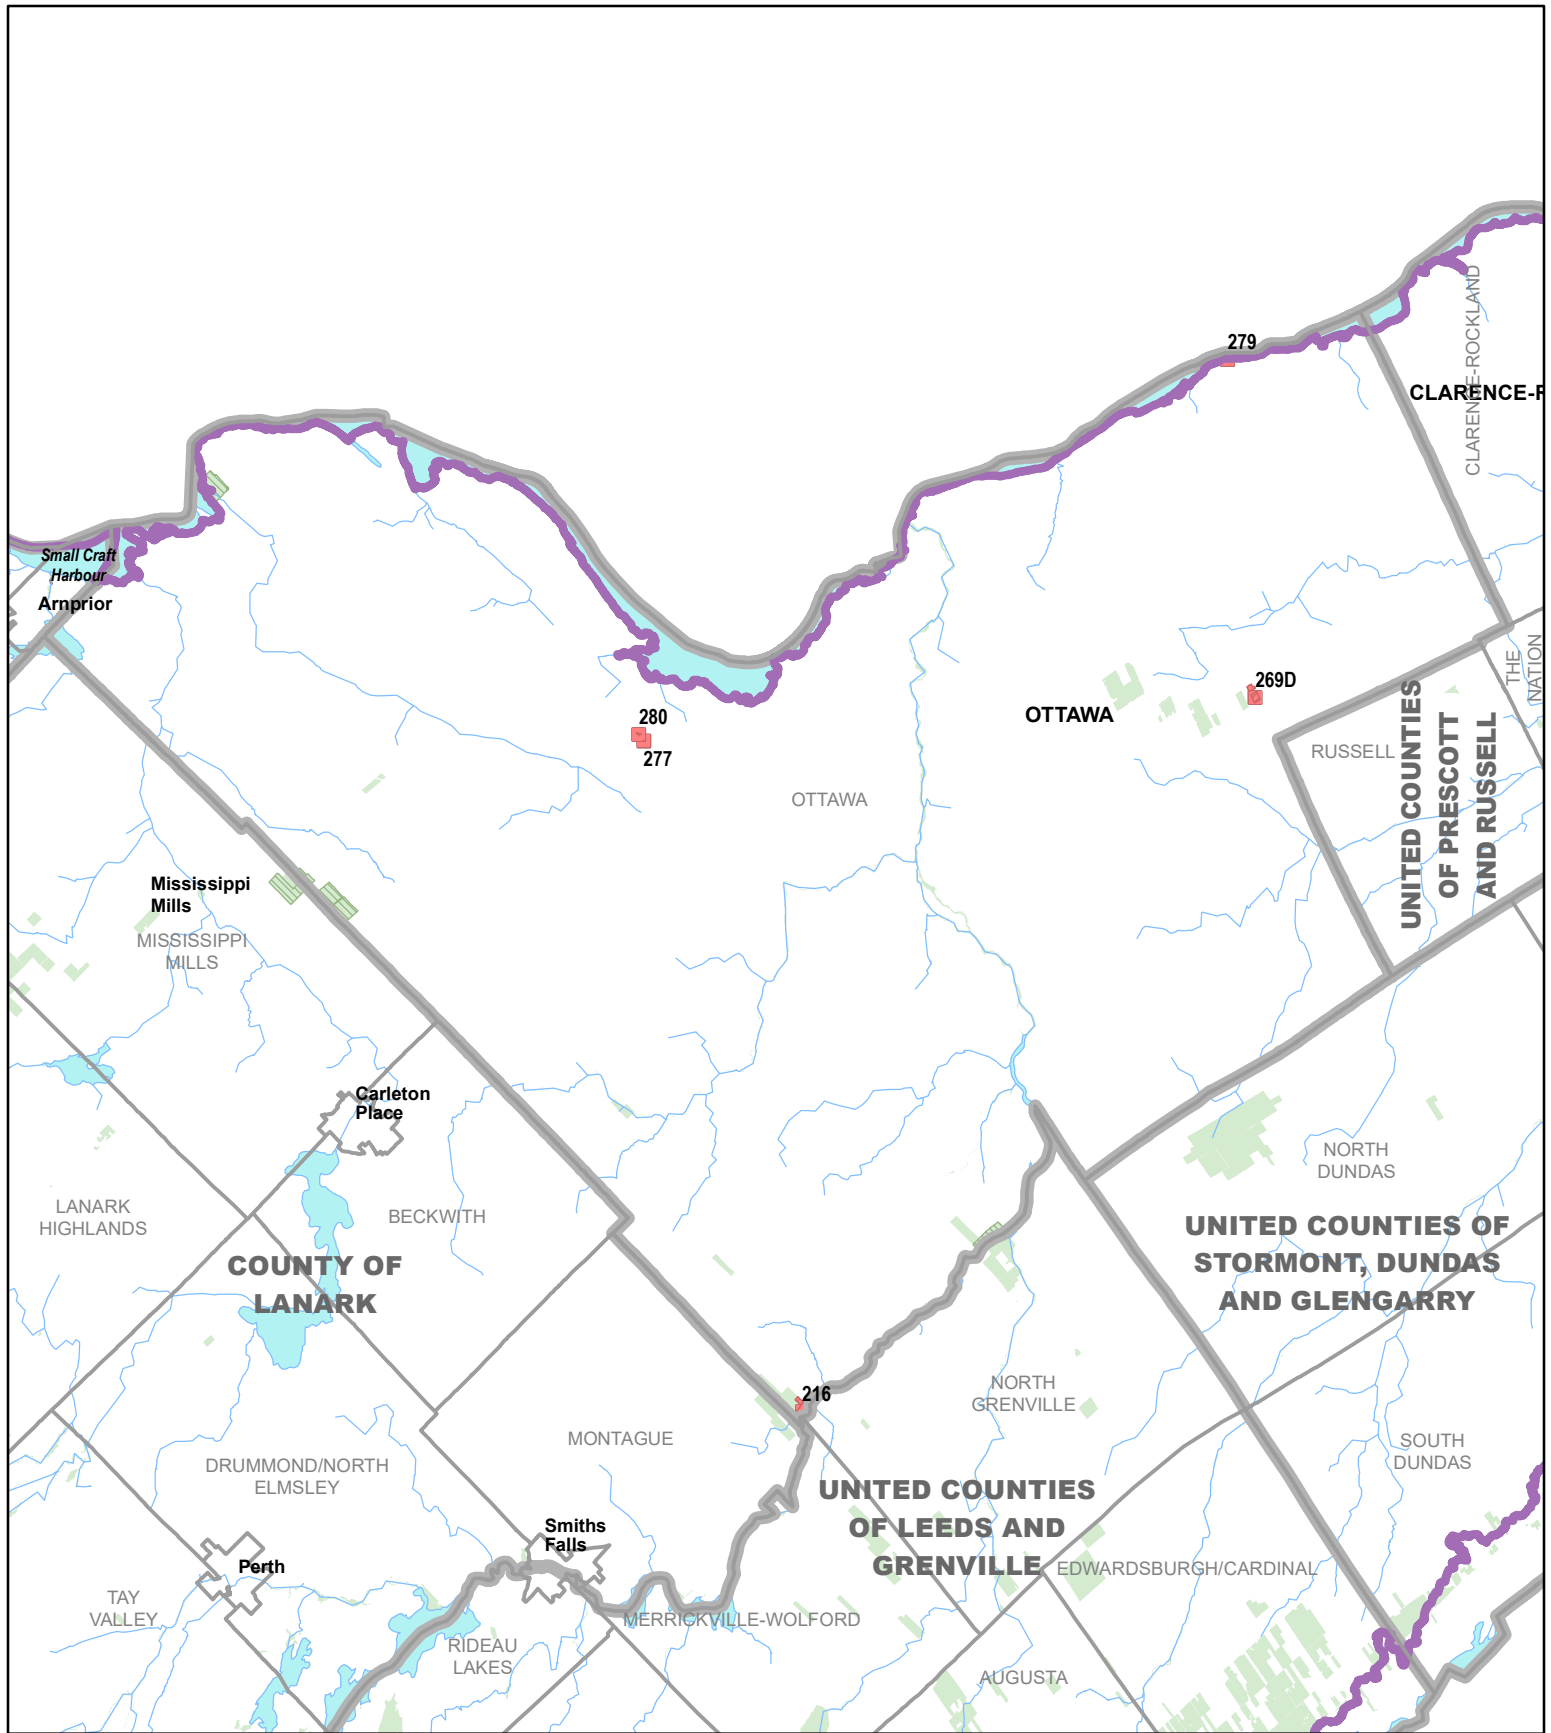 279
CLARENCE-ROCKLAND
CLARENCE-R
Small Craft
Harbour
Arnprior
THE
NATION
269D
280
277
OTTAWA
RUSSELL
UNITED COUNTIES
OF PRESCOTT
AND RUSSELL
OTTAWA
Mississippi
Mills
MISSISSIPPI
MILLS
Carleton
Place
NORTH
DUNDAS
LANARK
HIGHLANDS
BECKWITH
UNITED COUNTIES OF
STORMONT, DUNDAS
AND GLENGARRY
COUNTY OF
LANARK
216
NORTH
GRENVILLE
MONTAGUE
SOUTH
DUNDAS
DRUMMOND/NORTH
ELMSLEY
UNITED COUNTIES
OF LEEDS AND
GRENVILLE
Smiths
Falls
Perth
EDWARDSBURGH/CARDINAL
TAY
VALLEY
MERRICKVILLE-WOLFORD
RIDEAU
LAKES
AUGUSTA